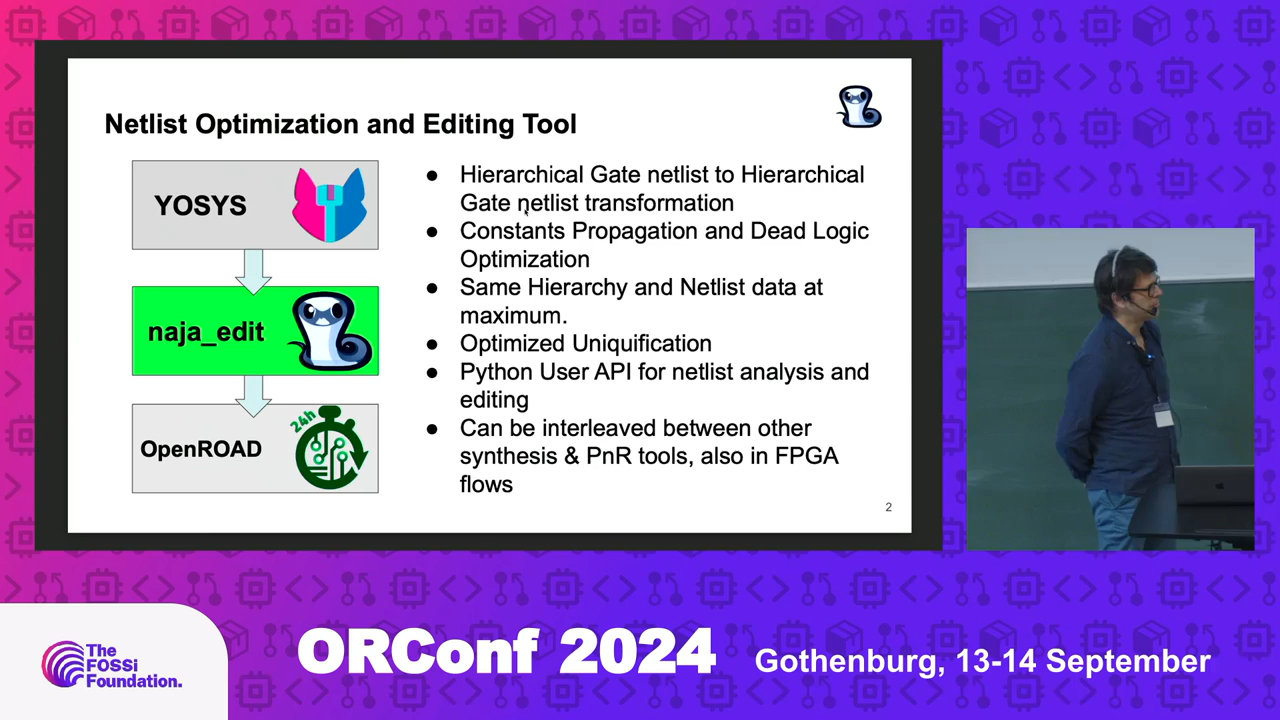 Netlist Optimization and Editing Tool
YOSYS
naja_edit
24h
OpenROAD
● Hierarchical Gate netlist to Hierarchical
Gate netlist transformation
● Constants Propagation and Dead Logic
Optimization
● Same Hierarchy and Netlist data at
maximum.
● Optimized Uniquification
● Python User API for netlist analysis and
editing
● Can be interleaved between other
synthesis & PnR tools, also in FPGA
flows
2
The
FOSSi
Foundation.
ORConf 2024
Gothenburg, 13-14 September